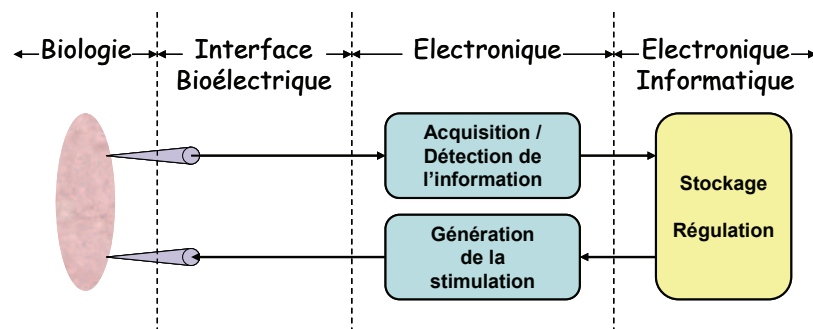 Biologie
Interface
Bioélectrique
Electronique
Electronique
Informatique
Acquisition /
Détection de
l'information
Stockage
Régulation
Génération
de la
stimulation